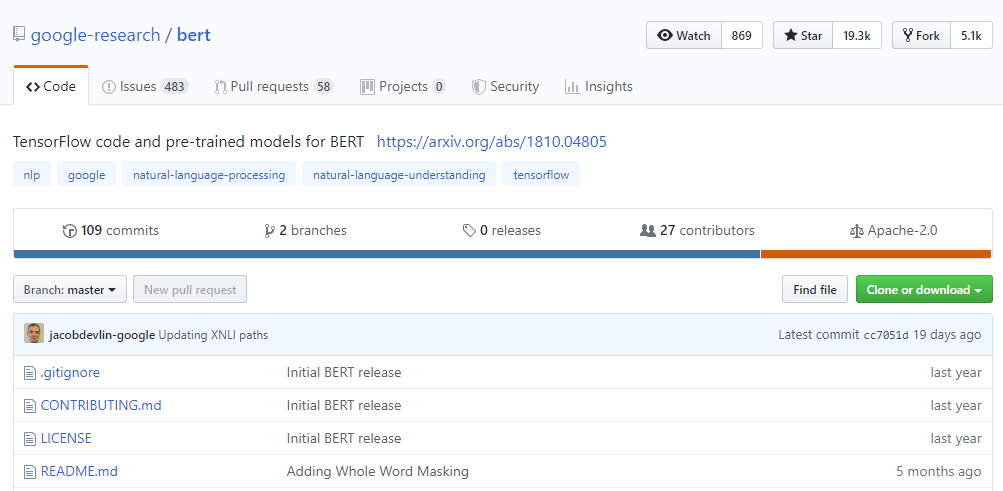 google-research / bert Watch 869 Star 19.3k Fork 5.1k
Code Issues 483 Pull requests 58 Projects 0 Security Insights
TensorFlow code and pre-trained models for BERT https://arxiv.org/abs/1810.04805
nlp google natural-language-processing natural-language-understanding tensorflow
109 commits 2 branches 0 releases 27 contributors Apache-2.0
Branch: master New pull request Find file Clone or download
jacobdevlin-google Updating XNLI paths Latest commit cc7051d 19 days ago
.gitignore Initial BERT release last year
CONTRIBUTING.md Initial BERT release last year
LICENSE Initial BERT release last year
README.md Adding Whole Word Masking 5 months ago